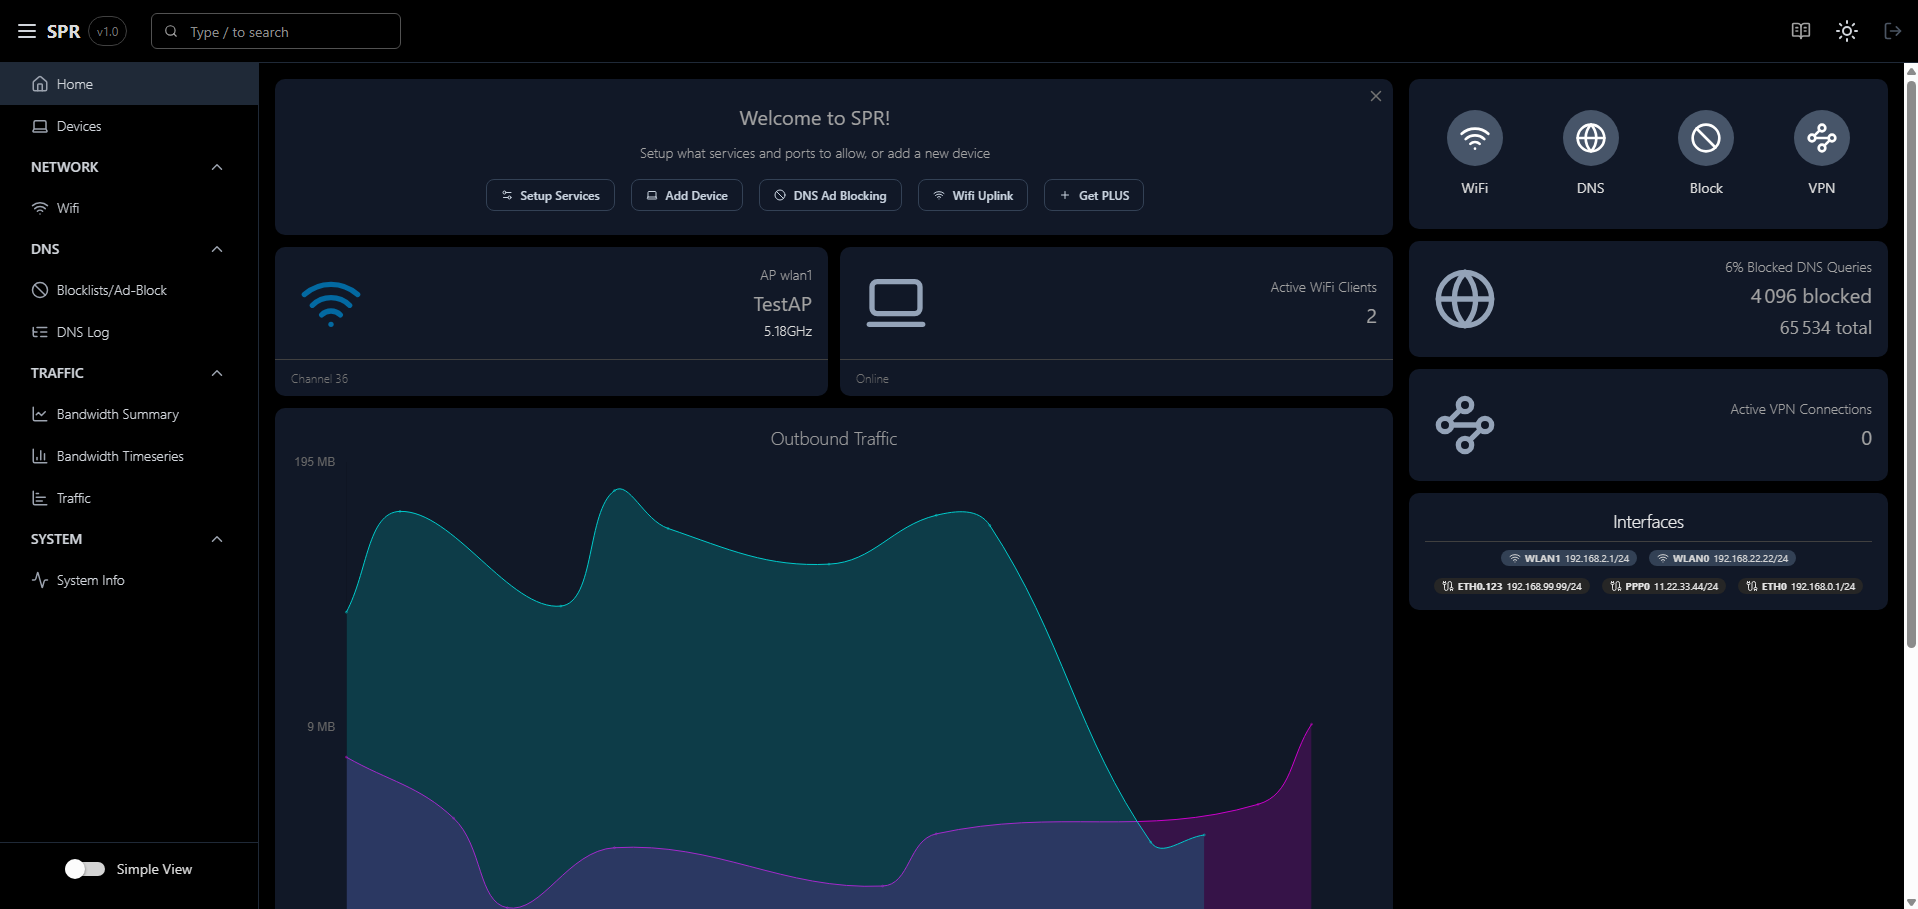 SPR v1.0 Type / to search
Home
Devices
NETWORK
Wifi
DNS
Blocklists/Ad-Block
DNS Log
TRAFFIC
Bandwidth Summary
Bandwidth Timeseries
Traffic
SYSTEM
System Info
Simple View
Welcome to SPR!
Setup what services and ports to allow, or add a new device
Setup Services Add Device DNS Ad Blocking Wifi Uplink Get PLUS
AP wlan1
TestAP
5.18GHz
Channel 36
Active WiFi Clients
2
Online
Outbound Traffic
195 MB
9 MB
WiFi DNS Block VPN
6% Blocked DNS Queries
4 096 blocked
65 534 total
Active VPN Connections
0
Interfaces
WLAN1 192.168.2.1/24 WLAN0 192.168.22.22/24
ETH0.123 192.168.99.99/24 PPP0 11.22.33.44/24 ETH0 192.168.0.1/24